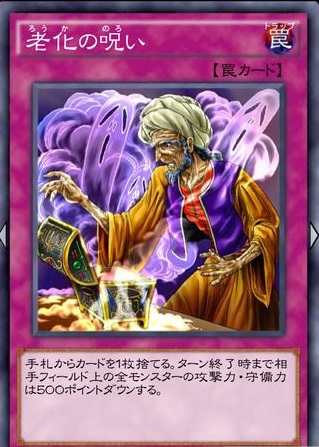 ろうか のろ
老化の呪い
トラップ
罠
【罠カード】
手札からカードを1枚捨てる。ターン終了時まで相
手フィールド上の全モンスターの攻撃力・守備力
は500ポイントダウンする。